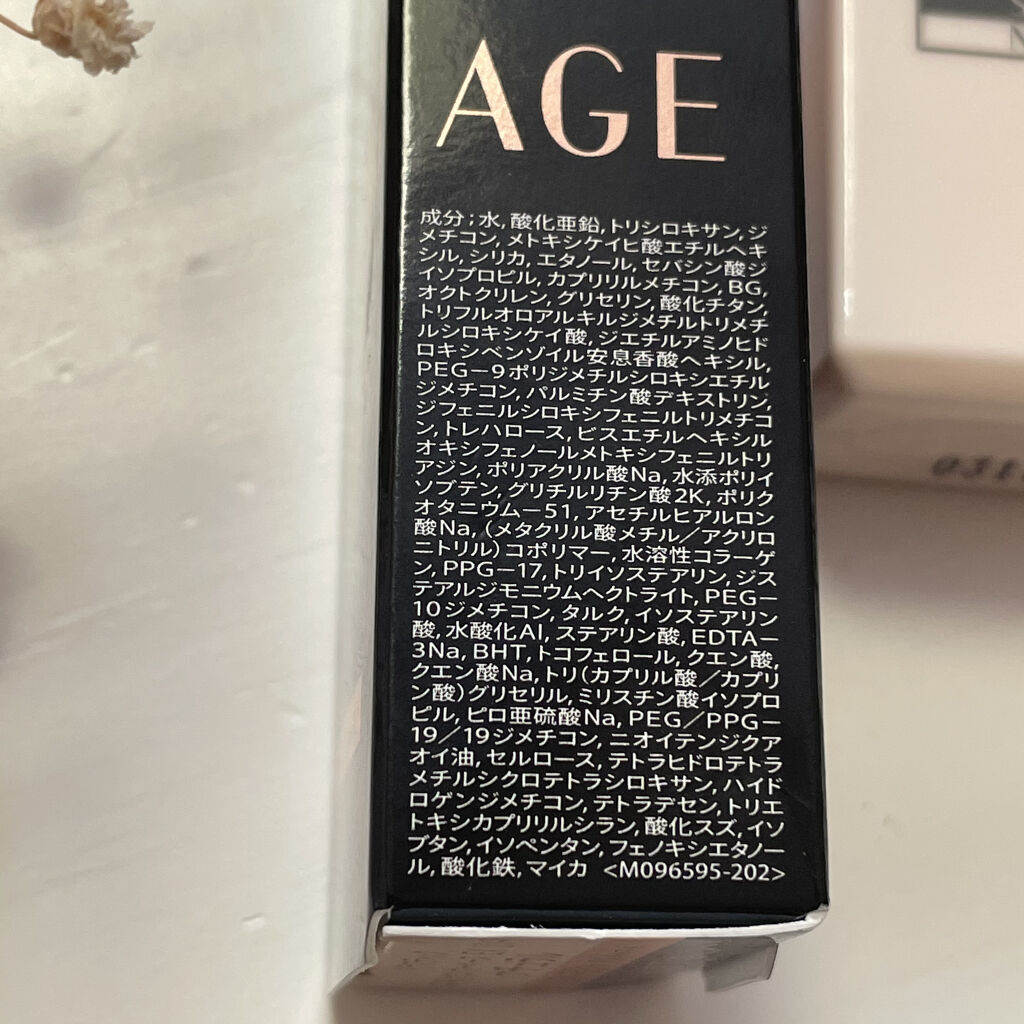 AGE
成分；水, 酸化亜鉛, トリシロキサン, ジ
メチコン, メトキシケイヒ酸エチルヘキ
シル, シリカ, エタノール, セバシン酸ジ
イソプロピル, カプリリルメチコン, BG,
オクトクリレン, グリセリン, 酸化チタン,
トリフルオロアルキルジメチルトリメチ
ルシロキシケイ酸, ジエチルアミノヒド
ロキシベンゾイル安息香酸ヘキシル,
PEG－9ポリジメチルシロキシエチル
ジメチコン, パルミチン酸デキストリン,
ジフェニルシロキシフェニルトリメチコ
ン, トレハロース, ビスエチルヘキシル
オキシフェノールメトキシフェニルトリ
アジン, ポリアクリル酸Na, 水添ポリイ
ソブテン, グリチルリチン酸2K, ポリク
オタニウム－51, アセチルヒアルロン
酸Na, （メタクリル酸メチル／アクリロ
ニトリル）コポリマー, 水溶性コラーゲ
ン, PPG－17, トリイソステアリン, ジス
テアルジモニウムヘクトライト, PEG－
10ジメチコン, タルク, イソステアリン
酸, 水酸化Al, ステアリン酸, EDTA－
3Na, BHT, トコフェロール, クエン酸,
クエン酸Na, トリ（カプリル酸／カプリ
ン酸）グリセリル, ミリスチン酸イソプロ
ピル, ピロ亜硫酸Na, PEG／PPG－
19／19ジメチコン, ニオイテンジクア
オイ油, セルロース, テトラヒドロテトラ
メチルシクロテトラシロキサン, ハイド
ロゲンジメチコン, テトラデセン, トリエ
トキシカプリリルシラン, 酸化スズ, イソ
ブタン, イソペンタン, フェノキシエタノー
ル, 酸化鉄, マイカ <M096595-202>